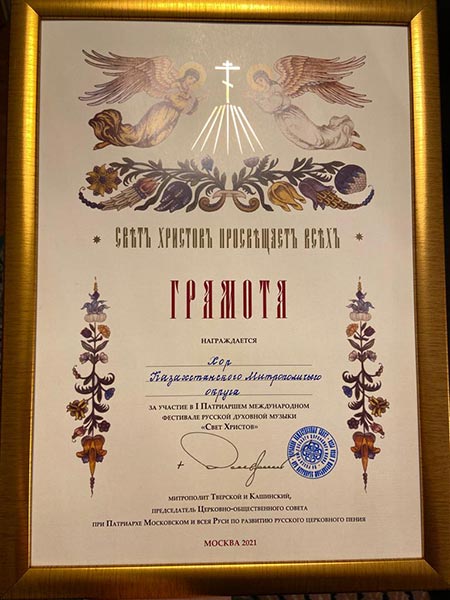 СВѢТЪ ХРИСТОВЪ ПРОСВѢЩАЕТЪ ВСѢХЪ
ГРАМОТА
НАГРАЖДАЕТСЯ
Хор
Казахстанского Митрополичьего
округа
ЗА УЧАСТИЕ В I ПАТРИАРШЕМ МЕЖДУНАРОДНОМ
ФЕСТИВАЛЕ РУССКОЙ ДУХОВНОЙ МУЗЫКИ
«СВЕТ ХРИСТОВ»
МИТРОПОЛИТ ТВЕРСКОЙ И КАШИНСКИЙ,
ПРЕДСЕДАТЕЛЬ ЦЕРКОВНО-ОБЩЕСТВЕННОГО СОВЕТА
ПРИ ПАТРИАРХЕ МОСКОВСКОМ И ВСЕЯ РУСИ ПО РАЗВИТИЮ РУССКОГО ЦЕРКОВНОГО ПЕНИЯ
МОСКВА 2021